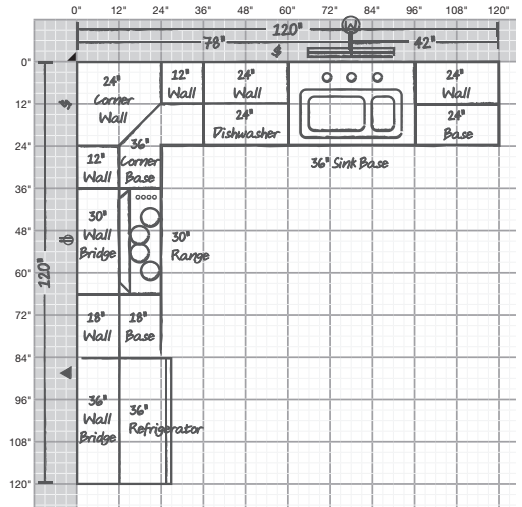 0" 12" 24" 36" 48" 60" 72" 84" 96" 108" 120"
120"
78" 42"
0"
12"
24"
36"
48"
60"
72"
84"
96"
108"
120"
120"
24"
Corner
Wall
12"
Wall
24"
Wall
24"
Dishwasher
36" Sink Base
24"
Wall
24"
Base
36"
Corner
Base
12"
Wall
30"
Wall
Bridge
30"
Range
18"
Wall
18"
Base
36"
Wall
Bridge
36"
Refrigerator